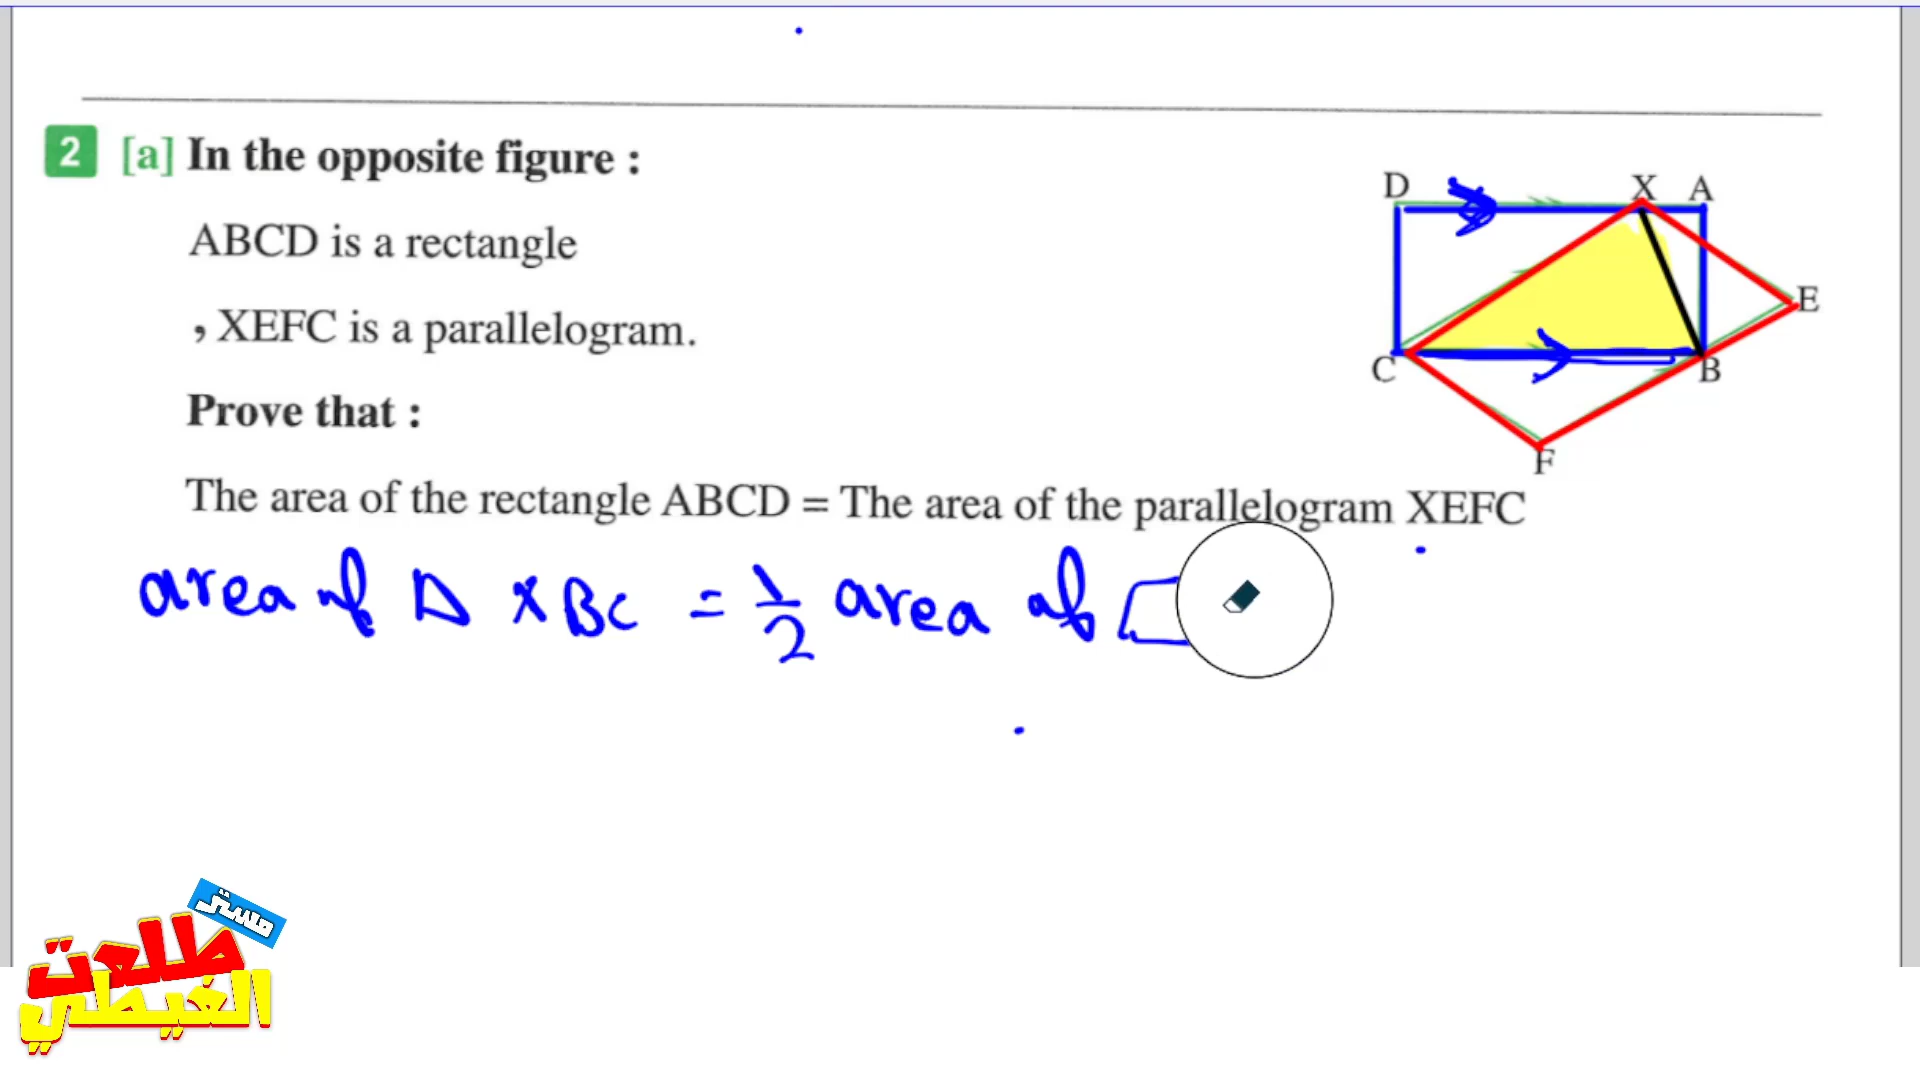 2 [a] In the opposite figure :
ABCD is a rectangle
, XEFC is a parallelogram.
Prove that :
The area of the rectangle ABCD = The area of the parallelogram XEFC
D X A
E
C B
F
area of Δ XBC = 1/2 area of
مستر
طلعت
الغيطي